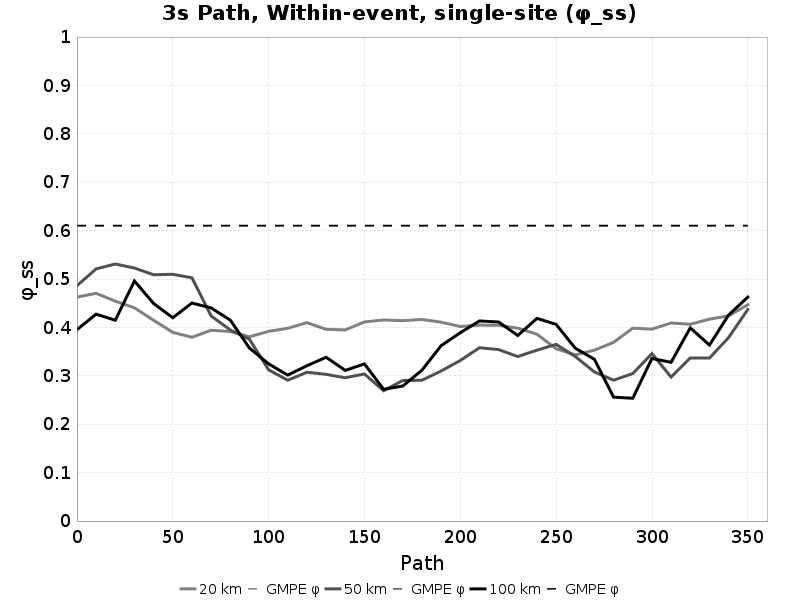 3s Path, Within-event, single-site (φ_ss)
1
0.9
0.8
0.7
0.6
0.5
0.4
0.3
0.2
0.1
0
φ_ss
0 50 100 150 200 250 300 350
Path
20 km GMPE φ 50 km GMPE φ 100 km GMPE φ